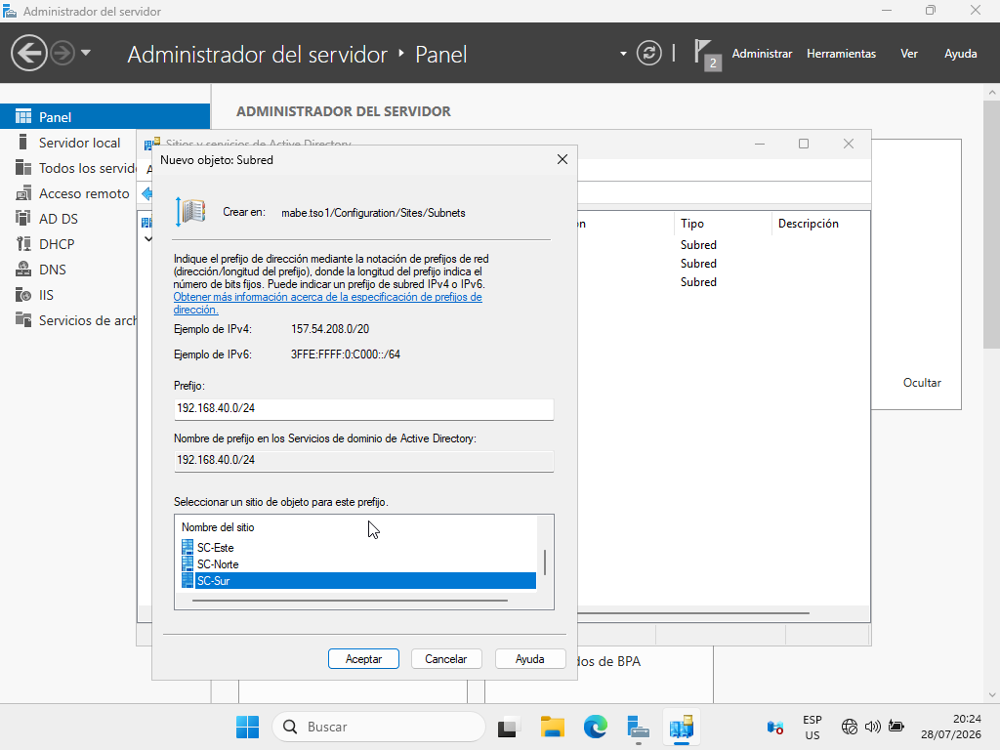 Administrador del servidor
Administrador del servidor ‣ Panel
2
Administrar Herramientas Ver Ayuda
Panel
Servidor local
Todos los servid
Acceso remoto
AD DS
DHCP
DNS
IIS
Servicios de arch
ADMINISTRADOR DEL SERVIDOR
Sitios y servicios de Active Directory
A
Nuevo objeto: Subred
Crear en: mabe.tso1/Configuration/Sites/Subnets
Indique el prefijo de dirección mediante la notación de prefijos de red
(dirección/longitud del prefijo), donde la longitud del prefijo indica el
número de bits fijos. Puede indicar un prefijo de subred IPv4 o IPv6.
Obtener más información acerca de la especificación de prefijos de
dirección.
Ejemplo de IPv4: 157.54.208.0/20
Ejemplo de IPv6: 3FFE:FFFF:0:C000::/64
Prefijo:
192.168.40.0/24
Nombre de prefijo en los Servicios de dominio de Active Directory:
192.168.40.0/24
Seleccionar un sitio de objeto para este prefijo.
Nombre del sitio
SC-Este
SC-Norte
SC-Sur
Aceptar Cancelar Ayuda
ón Tipo Descripción
Subred
Subred
Subred
Ocultar
dos de BPA
Buscar
ESP
US
20:24
28/07/2026